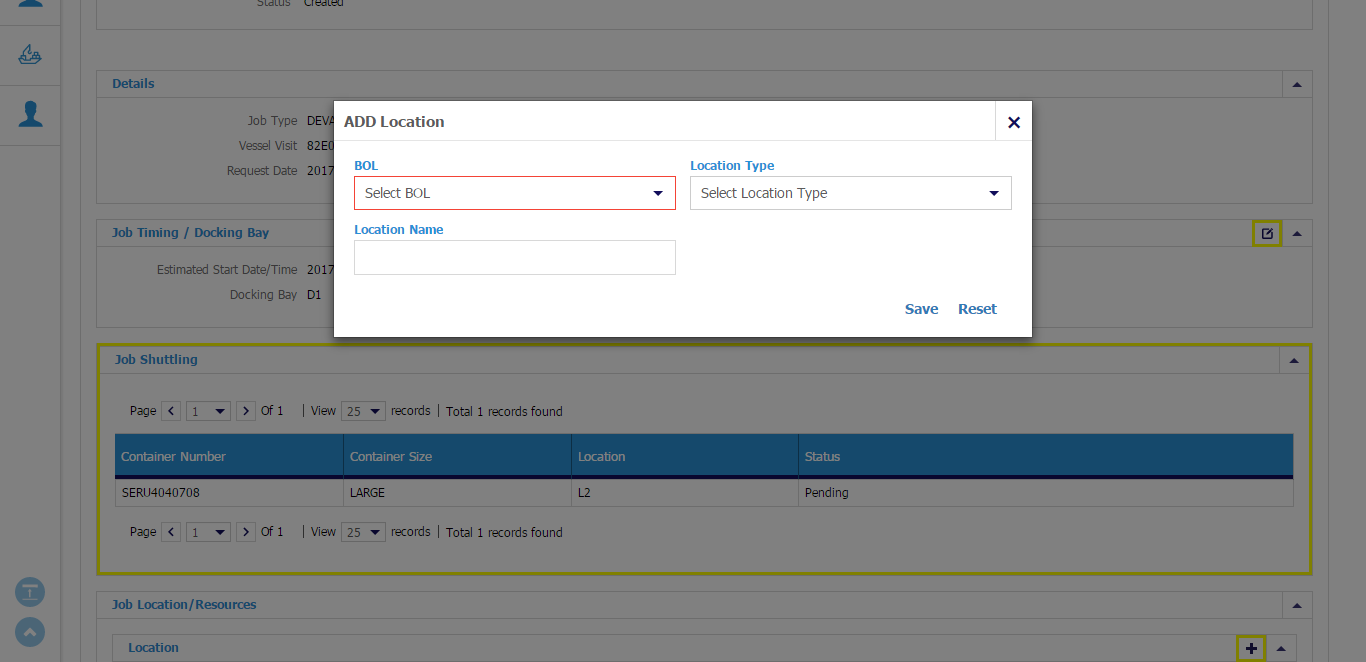 Status Created
Details
Job Type DEVA
Vessel Visit 82E0
Request Date 2017
ADD Location
BOL Location Type
Select BOL Select Location Type
Location Name
Save Reset
Job Timing / Docking Bay
Estimated Start Date/Time 2017
Docking Bay D1
Job Shuttling
Page 1 Of 1 | View 25 records | Total 1 records found
Container Number Container Size Location Status
SERU4040708 LARGE L2 Pending
Page 1 Of 1 | View 25 records | Total 1 records found
Job Location/Resources
Location